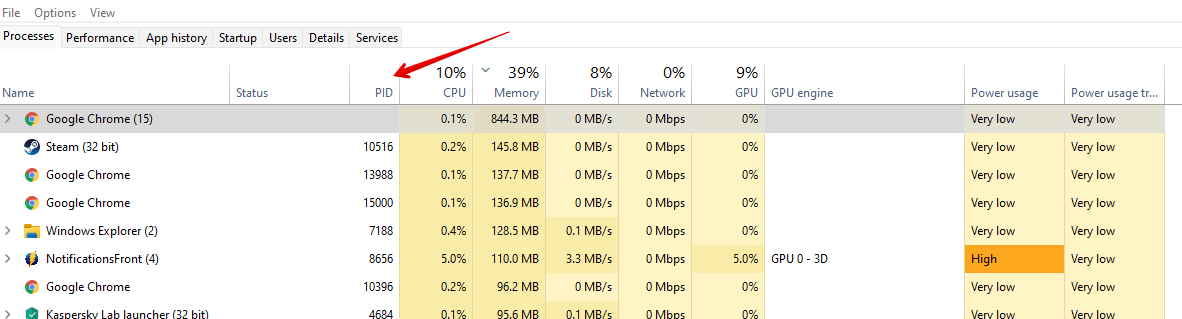 File Options View
Processes Performance App history Startup Users Details Services
10% 39% 8% 0% 9%
Name Status PID CPU Memory Disk Network GPU GPU engine Power usage Power usage tr...
Google Chrome (15) 0.1% 844.3 MB 0 MB/s 0 Mbps 0% Very low Very low
Steam (32 bit) 10516 0.2% 145.8 MB 0 MB/s 0 Mbps 0% Very low Very low
Google Chrome 13988 0.1% 137.7 MB 0 MB/s 0 Mbps 0% Very low Very low
Google Chrome 15000 0.1% 136.9 MB 0 MB/s 0 Mbps 0% Very low Very low
Windows Explorer (2) 7188 0.4% 128.5 MB 0.1 MB/s 0 Mbps 0% Very low Very low
NotificationsFront (4) 8656 5.0% 110.0 MB 3.3 MB/s 0 Mbps 5.0% GPU 0 - 3D High Very low
Google Chrome 10396 0.2% 96.2 MB 0 MB/s 0 Mbps 0% Very low Very low
Kaspersky Lab launcher (32 bit) 4684 0.1% 95.6 MB 0.1 MB/s 0 Mbps 0% Very low Very low